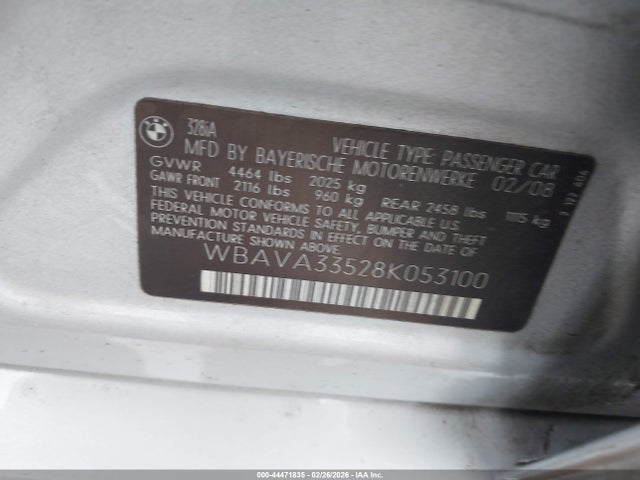 BMW
328iA
VEHICLE TYPE PASSENGER CAR
MFD BY BAYERISCHE MOTORENWERKE 02/08
GVWR 4464 lbs 2025 kg
GAWR FRONT 2116 lbs 960 kg REAR 2458 lbs 1115 kg
THIS VEHICLE CONFORMS TO ALL APPLICABLE
FEDERAL MOTOR VEHICLE SAFETY, BUMPER AND THEFT
PREVENTION STANDARDS IN EFFECT ON THE DATE OF
MANUFACTURE SHOWN ABOVE.
WBAVA33528K053100
000-44471835 - 02/26/2026 - IAA Inc.